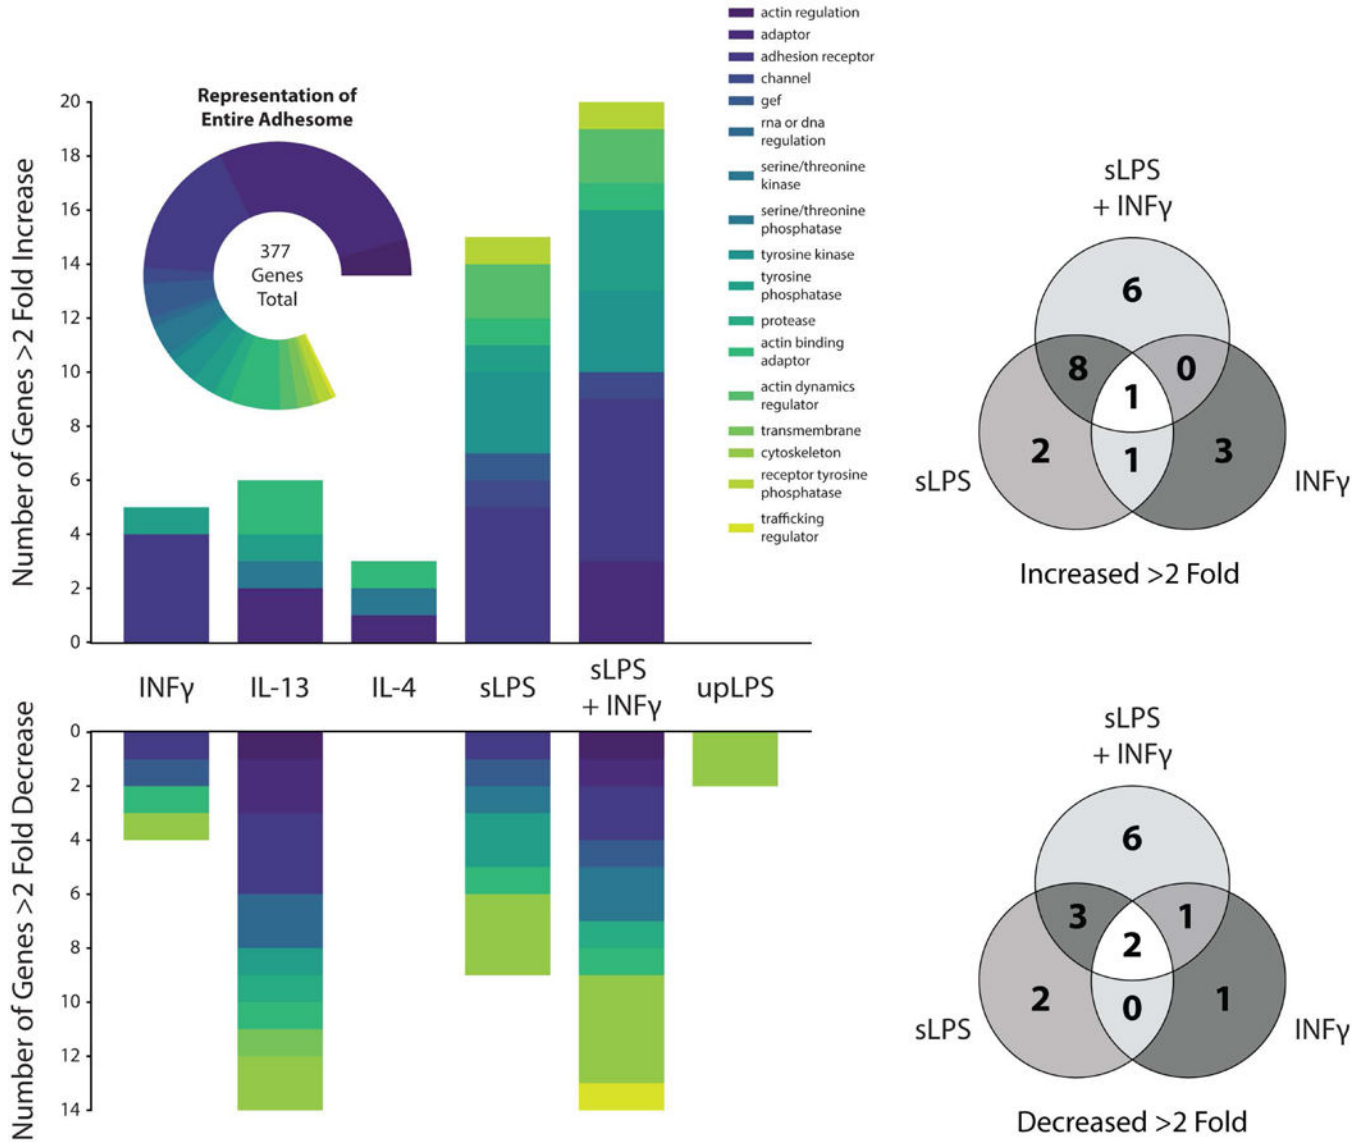 Representation of
Entire Adhesome
377
Genes
Total
Number of Genes >2 Fold Increase
20
18
16
14
12
10
8
6
4
2
0
actin regulation
adaptor
adhesion receptor
channel
gef
rna or dna
regulation
serine/threonine
kinase
serine/threonine
phosphatase
tyrosine kinase
tyrosine
phosphatase
protease
actin binding
adaptor
actin dynamics
regulator
transmembrane
cytoskeleton
receptor tyrosine
phosphatase
trafficking
regulator
sLPS
+ INFγ
6
8
0
1
2
1
3
sLPS
INFγ
Increased >2 Fold
INFγ
IL-13
IL-4
sLPS
sLPS
+ INFγ
upLPS
Number of Genes >2 Fold Decrease
0
2
4
6
8
10
12
14
sLPS
+ INFγ
6
3
1
2
2
0
1
sLPS
INFγ
Decreased >2 Fold